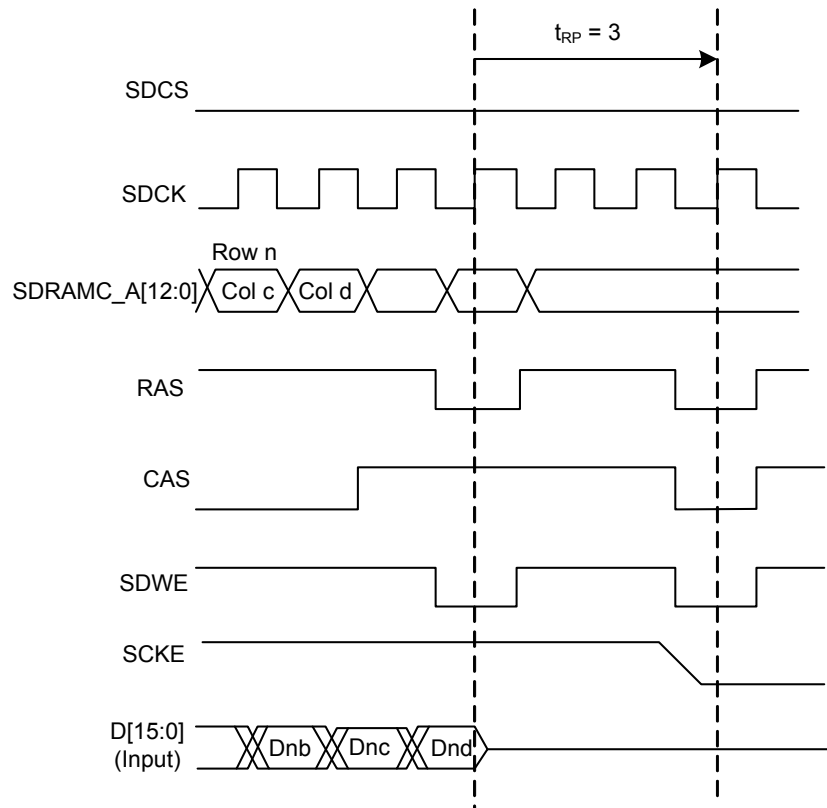 tRP = 3
SDCS
SDCK
Row n
SDRAMC_A[12:0]
Col c
Col d
RAS
CAS
SDWE
SCKE
D[15:0]
(Input)
Dnb
Dnc
Dnd